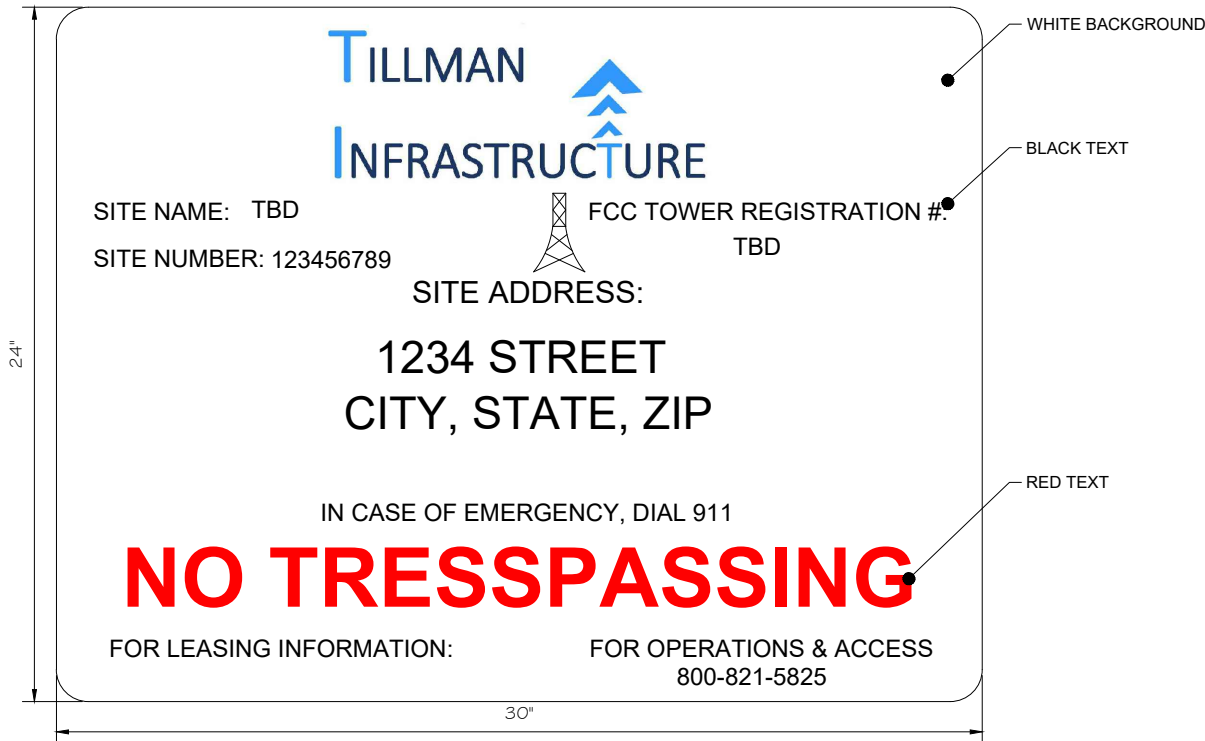 TILLMAN
INFRASTRUCTURE
SITE NAME: TBD
FCC TOWER REGISTRATION #:
TBD
SITE NUMBER: 123456789
SITE ADDRESS:
1234 STREET
CITY, STATE, ZIP
IN CASE OF EMERGENCY, DIAL 911
NO TRESSPASSING
FOR LEASING INFORMATION:
FOR OPERATIONS & ACCESS
800-821-5825
WHITE BACKGROUND
BLACK TEXT
RED TEXT
24"
30"